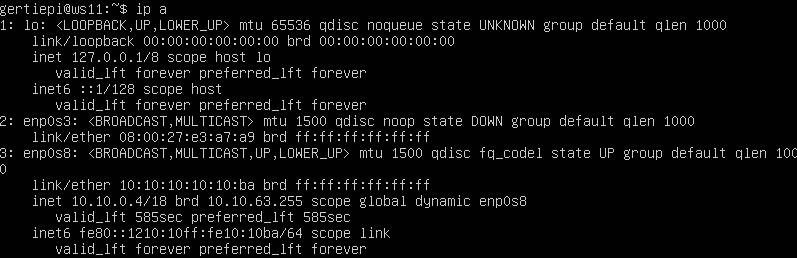 gertiepi@ws11:~$ ip a
1: lo: <LOOPBACK,UP,LOWER_UP> mtu 65536 qdisc noqueue state UNKNOWN group default qlen 1000
    link/loopback 00:00:00:00:00:00 brd 00:00:00:00:00:00
    inet 127.0.0.1/8 scope host lo
       valid_lft forever preferred_lft forever
    inet6 ::1/128 scope host
       valid_lft forever preferred_lft forever
2: enp0s3: <BROADCAST,MULTICAST> mtu 1500 qdisc noop state DOWN group default qlen 1000
    link/ether 08:00:27:e3:a7:a9 brd ff:ff:ff:ff:ff:ff
3: enp0s8: <BROADCAST,MULTICAST,UP,LOWER_UP> mtu 1500 qdisc fq_codel state UP group default qlen 100
0
    link/ether 10:10:10:10:10:ba brd ff:ff:ff:ff:ff:ff
    inet 10.10.0.4/18 brd 10.10.63.255 scope global dynamic enp0s8
       valid_lft 585sec preferred_lft 585sec
    inet6 fe80::1210:10ff:fe10:10ba/64 scope link
       valid_lft forever preferred_lft forever